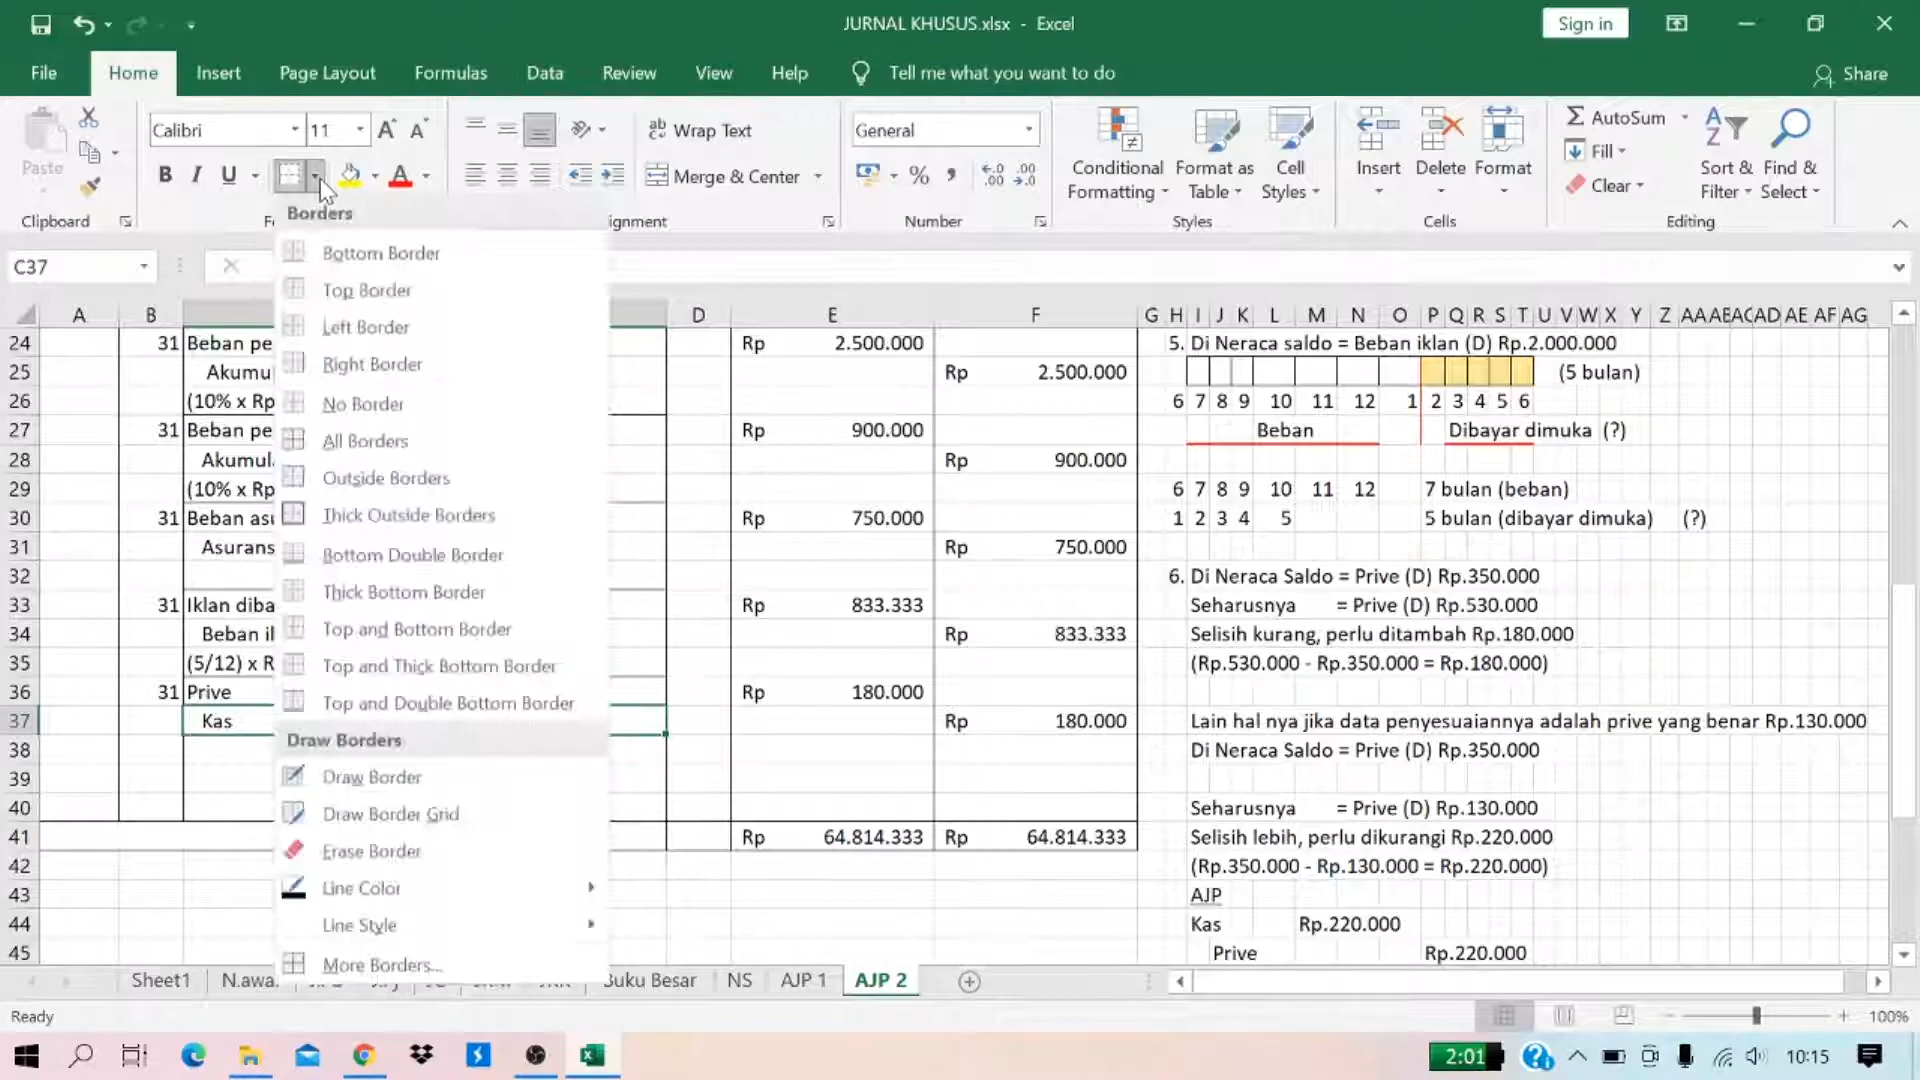 JURNAL KHUSUS.xlsx - Excel
Sign in
File Home Insert Page Layout Formulas Data Review View Help Tell me what you want to do Share
Paste
Clipboard
Calibri 11
B I U
Wrap Text
Merge & Center
General
%
Number
Conditional Formatting
Format as Table
Cell Styles
Styles
Insert Delete Format
Cells
AutoSum
Fill
Clear
Sort & Filter
Find & Select
Editing
C37
Borders
Bottom Border
Top Border
Left Border
Right Border
No Border
All Borders
Outside Borders
Thick Outside Borders
Bottom Double Border
Thick Bottom Border
Top and Bottom Border
Top and Thick Bottom Border
Top and Double Bottom Border
Draw Borders
Draw Border
Draw Border Grid
Erase Border
Line Color
Line Style
More Borders...
A B D E F G H I J K L M N O P Q R S T U V W X Y Z AA AE AC AD AE AF AG
24 31 Beban pe Rp 2.500.000 5. Di Neraca saldo = Beban iklan (D) Rp.2.000.000
25 Akumu Rp 2.500.000 (5 bulan)
26 (10% x Rp 6 7 8 9 10 11 12 1 2 3 4 5 6
27 31 Beban pe Rp 900.000 Beban Dibayar dimuka (?)
28 Akumul Rp 900.000
29 (10% x Rp 6 7 8 9 10 11 12 7 bulan (beban)
30 31 Beban asu Rp 750.000 1 2 3 4 5 5 bulan (dibayar dimuka) (?)
31 Asurans Rp 750.000
32 6. Di Neraca Saldo = Prive (D) Rp.350.000
33 31 Iklan diba Rp 833.333 Seharusnya = Prive (D) Rp.530.000
34 Beban il Rp 833.333 Selisih kurang, perlu ditambah Rp.180.000
35 (5/12) x R (Rp.530.000 - Rp.350.000 = Rp.180.000)
36 31 Prive Rp 180.000
37 Kas Rp 180.000 Lain hal nya jika data penyesuaiannya adalah prive yang benar Rp.130.000
38 Di Neraca Saldo = Prive (D) Rp.350.000
39
40 Seharusnya = Prive (D) Rp.130.000
41 Rp 64.814.333 Rp 64.814.333 Selisih lebih, perlu dikurangi Rp.220.000
42 (Rp.350.000 - Rp.130.000 = Rp.220.000)
43 AJP
44 Kas Rp.220.000
45 Prive Rp.220.000
Sheet1 N.awa Buku Besar NS AJP 1 AJP 2
Ready
100%
2:01
10:15